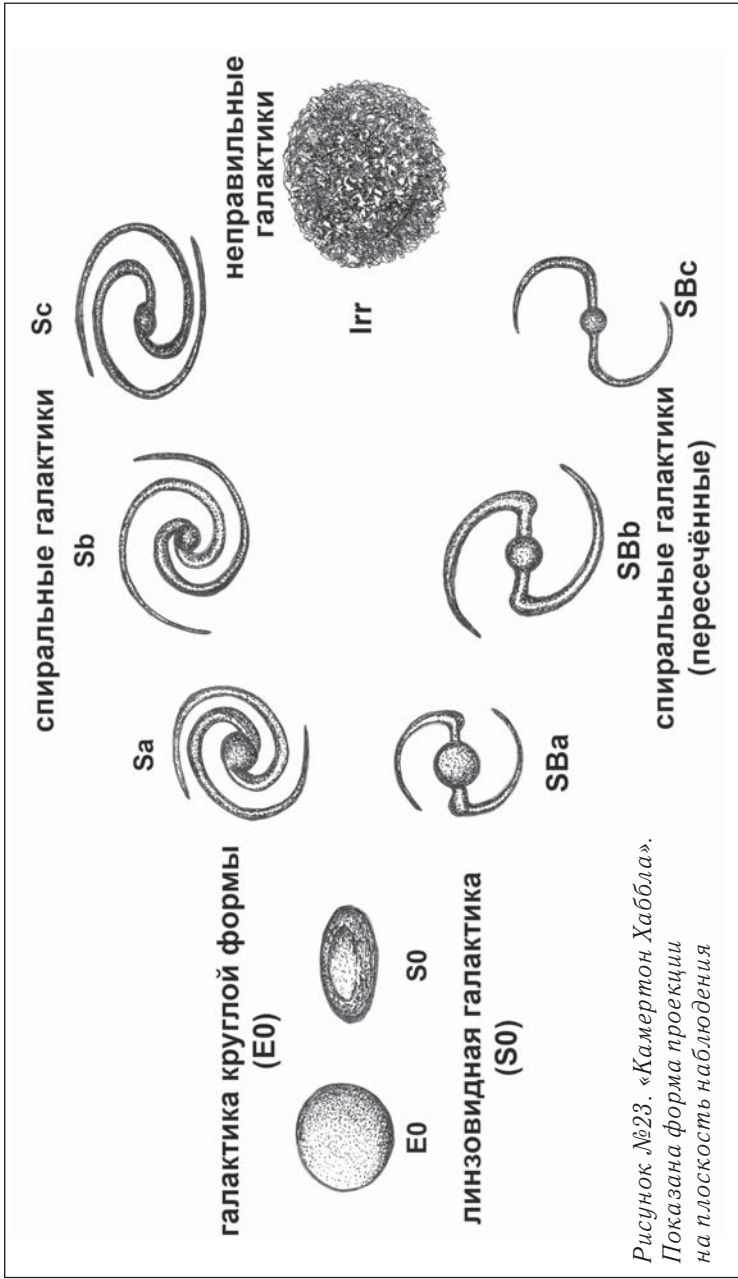 спиральные галактики
Sa
Sb
Sc
галактика круглой формы
(E0)
неправильные
галактики
E0
S0
Irr
линзовидная галактика
(S0)
SBa
SBb
SBc
спиральные галактики
(пересечённые)
Рисунок №23. «Камертон Хаббла».
Показана форма проекции
на плоскость наблюдения